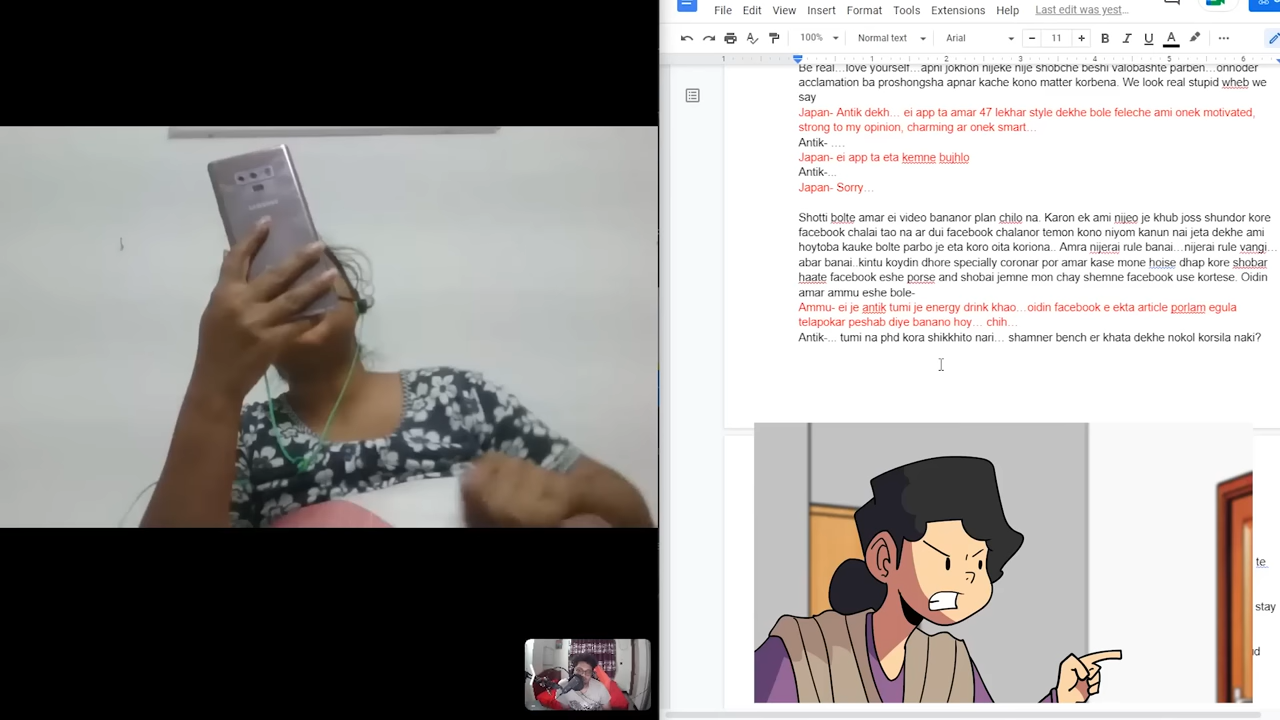 File Edit View Insert Format Tools Extensions Help Last edit was yest...
100% Normal text Arial 11 B I U A
1 1 2 3 4 5 6
Be real…love yourself…apni jokhon nijeke nije shobche beshi valobashte parben…onnoder
acclamation ba proshongsha apnar kache kono matter korbena. We look real stupid wheb we
say
Japan- Antik dekh… ei app ta amar 47 lekhar style dekhe bole feleche ami onek motivated,
strong to my opinion, charming ar onek smart…
Antik- ….
Japan- ei app ta eta kemne bujhlo
Antik-...
Japan- Sorry…
Shotti bolte amar ei video bananor plan chilo na. Karon ek ami nijeo je khub joss shundor kore
facebook chalai tao na ar dui facebook chalanor temon kono niyom kanun nai jeta dekhe ami
hoytoba kauke bolte parbo je eta koro oita koriona.. Amra nijerai rule banai…nijerai rule vangi…
abar banai..kintu koydin dhore specially coronar por amar kase mone hoise dhap kore shobar
haate facebook eshe porse and shobai jemne mon chay shemne facebook use kortese. Oidin
amar ammu eshe bole-
Ammu- ei je antik tumi je energy drink khao…oidin facebook e ekta article porlam egula
telapokar peshab diye banano hoy… chih…
Antik-... tumi na phd kora shikkhito nari… shamner bench er khata dekhe nokol korsila naki?
SAMSUNG
te
stay